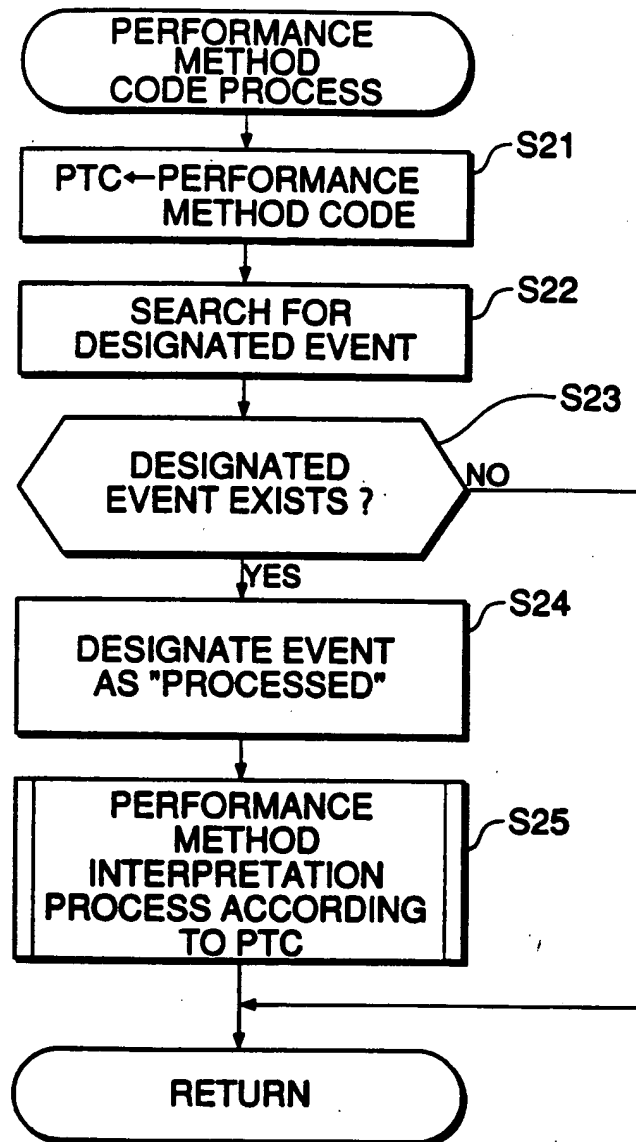 PERFORMANCE
METHOD
CODE PROCESS
S21
PTC←PERFORMANCE
METHOD CODE
S22
SEARCH FOR
DESIGNATED EVENT
S23
DESIGNATED
EVENT EXISTS ?
NO
YES
S24
DESIGNATE EVENT
AS "PROCESSED"
S25
PERFORMANCE
METHOD
INTERPRETATION
PROCESS ACCORDING
TO PTC
RETURN